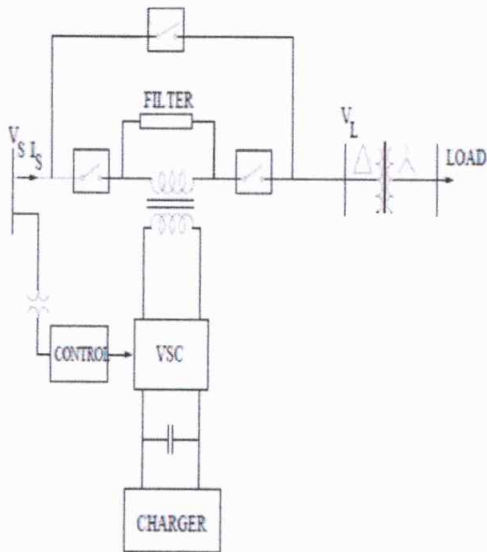 FILTER
V_S I_S
V_L
LOAD
CONTROL
VSC
CHARGER